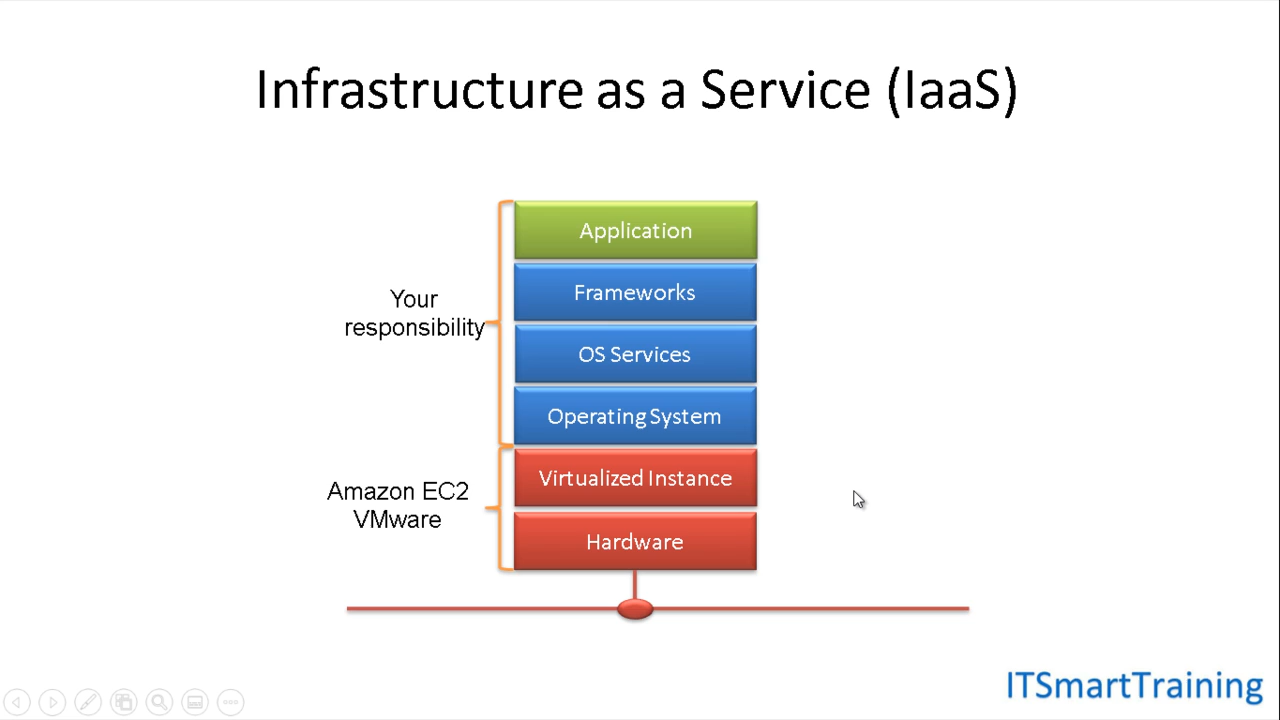 Infrastructure as a Service (IaaS)
Application
Frameworks
Your
responsibility
OS Services
Operating System
Virtualized Instance
Amazon EC2
VMware
Hardware
ITSmartTraining